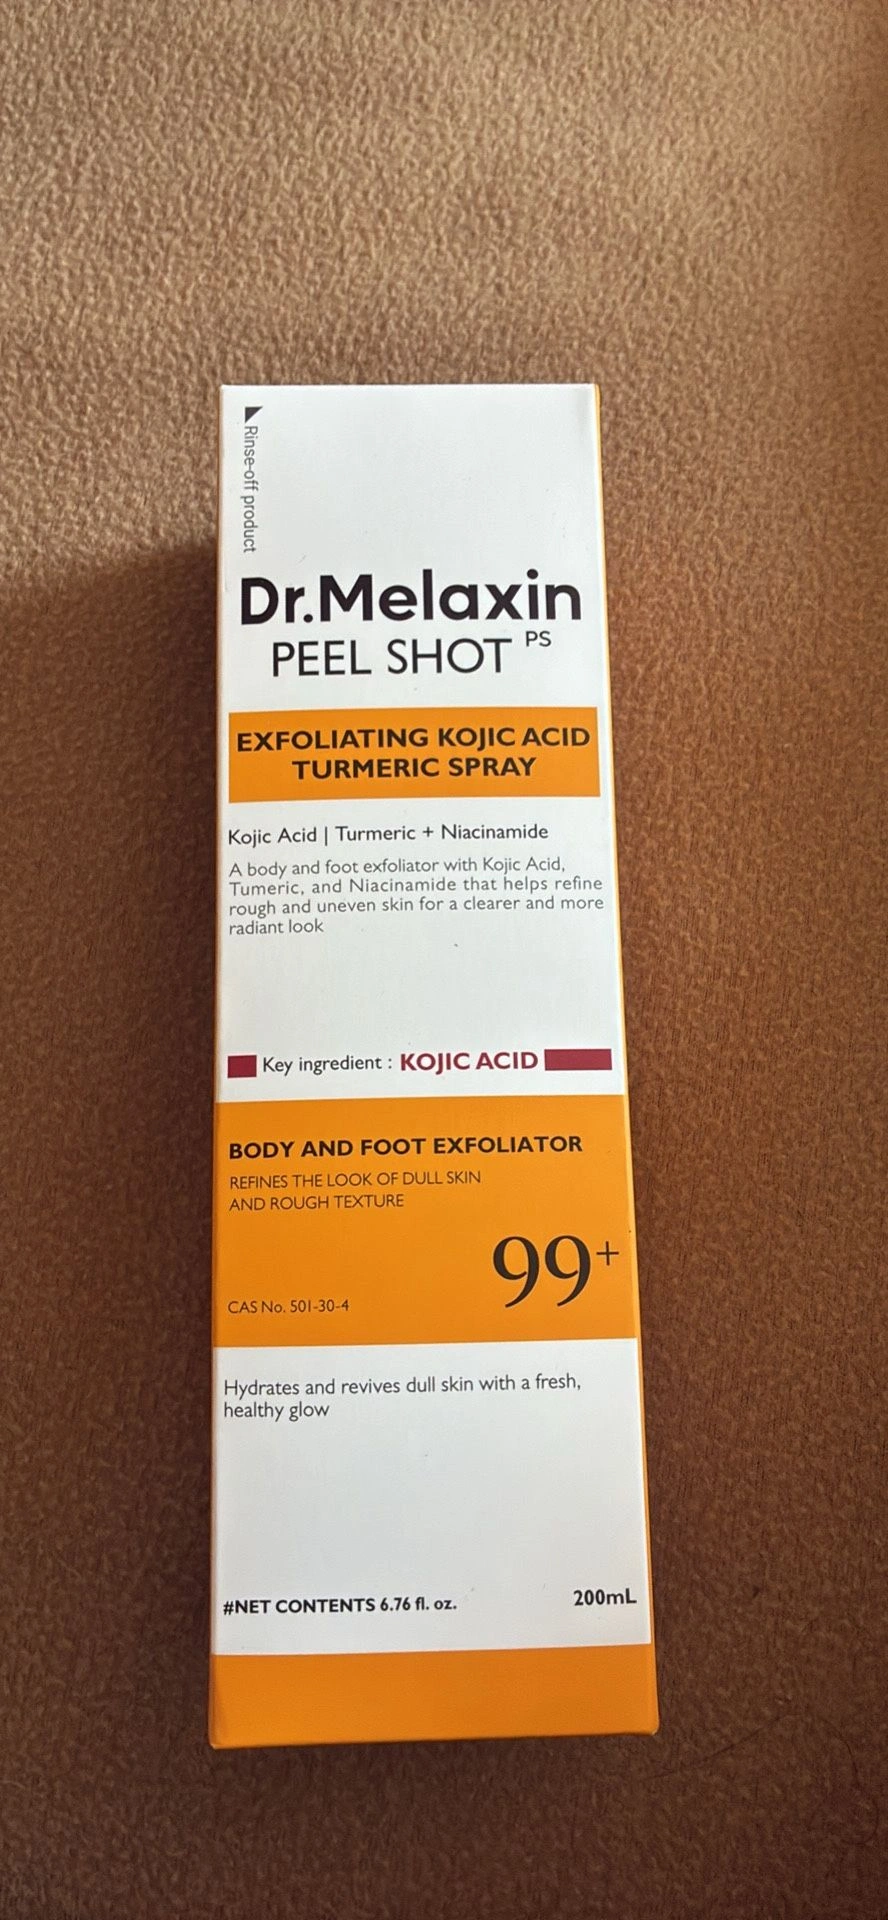 Rinse-off product
Dr.Melaxin
PEEL SHOT PS
EXFOLIATING KOJIC ACID
TURMERIC SPRAY
Kojic Acid | Turmeric + Niacinamide
A body and foot exfoliator with Kojic Acid,
Tumeric, and Niacinamide that helps refine
rough and uneven skin for a clearer and more
radiant look
Key ingredient : KOJIC ACID
BODY AND FOOT EXFOLIATOR
REFINES THE LOOK OF DULL SKIN
AND ROUGH TEXTURE
99+
CAS No. 501-30-4
Hydrates and revives dull skin with a fresh,
healthy glow
#NET CONTENTS 6.76 fl. oz. 200mL